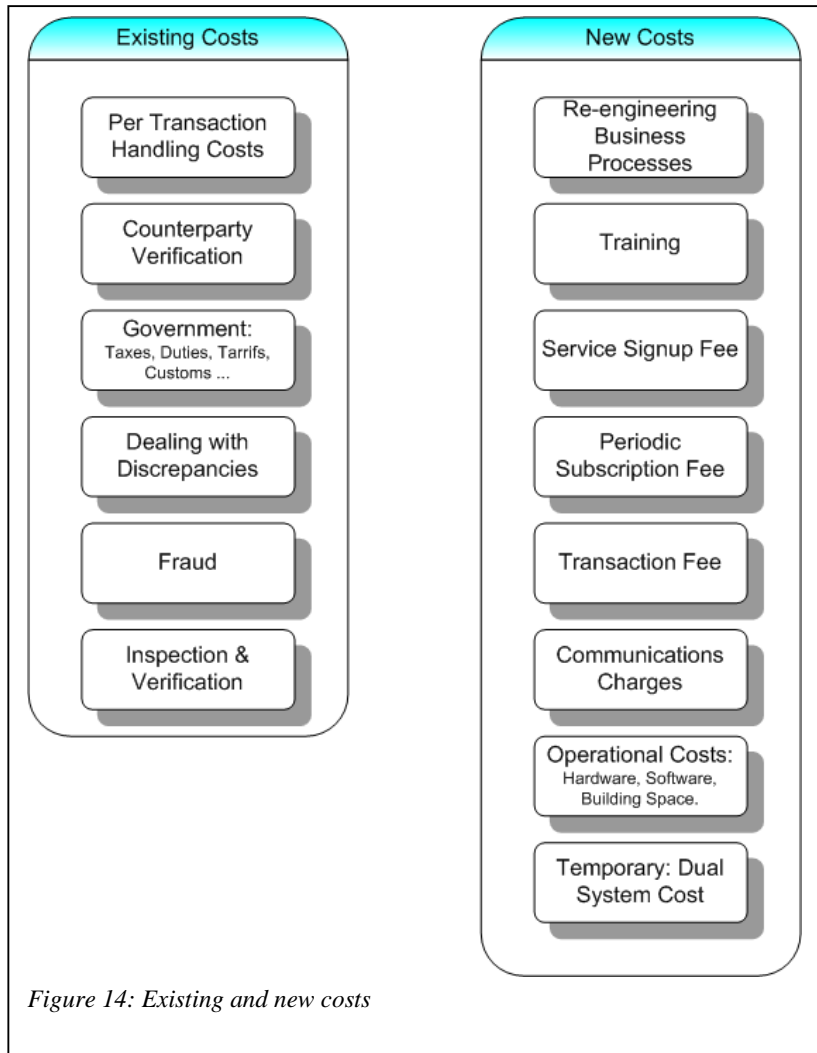 Existing Costs
Per Transaction
Handling Costs
Counterparty
Verification
Government:
Taxes, Duties, Tarrifs,
Customs ...
Dealing with
Discrepancies
Fraud
Inspection &
Verification
New Costs
Re-engineering
Business
Processes
Training
Service Signup Fee
Periodic
Subscription Fee
Transaction Fee
Communications
Charges
Operational Costs:
Hardware, Software,
Building Space.
Temporary: Dual
System Cost
Figure 14: Existing and new costs